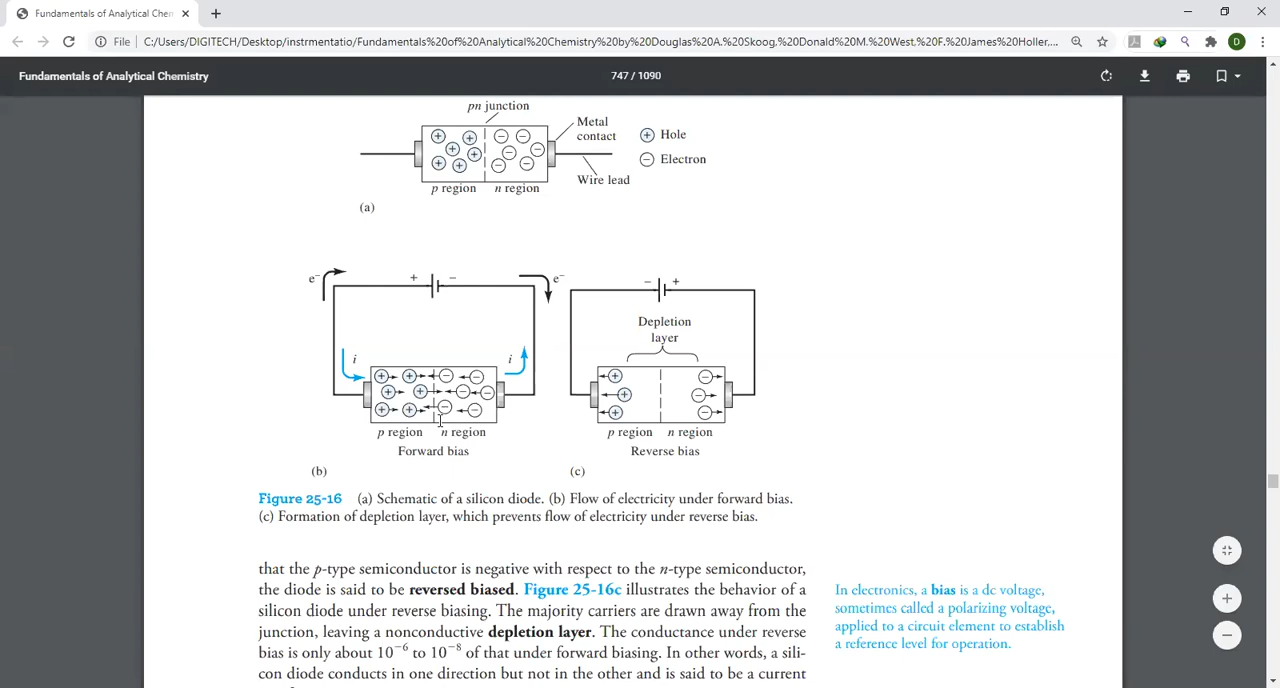 Fundamentals of Analytical Chem
File
C:/Users/DIGITECH/Desktop/instrmentatio/Fundamentals%20of%20Analytical%20Chemistry%20by%20Douglas%20A.%20Skoog,%20Donald%20M.%20West,%20F.%20James%20Holler,...
D
Fundamentals of Analytical Chemistry
747 / 1090
pn junction
Metal
contact
+ Hole
− Electron
Wire lead
p region n region
(a)
e− + − e−
i i
p region n region
Forward bias
(b)
− +
Depletion
layer
p region n region
Reverse bias
(c)
Figure 25-16 (a) Schematic of a silicon diode. (b) Flow of electricity under forward bias.
(c) Formation of depletion layer, which prevents flow of electricity under reverse bias.
that the p-type semiconductor is negative with respect to the n-type semiconductor,
the diode is said to be reversed biased. Figure 25-16c illustrates the behavior of a
silicon diode under reverse biasing. The majority carriers are drawn away from the
junction, leaving a nonconductive depletion layer. The conductance under reverse
bias is only about 10⁻⁶ to 10⁻⁸ of that under forward biasing. In other words, a sili-
con diode conducts in one direction but not in the other and is said to be a current
In electronics, a bias is a dc voltage,
sometimes called a polarizing voltage,
applied to a circuit element to establish
a reference level for operation.